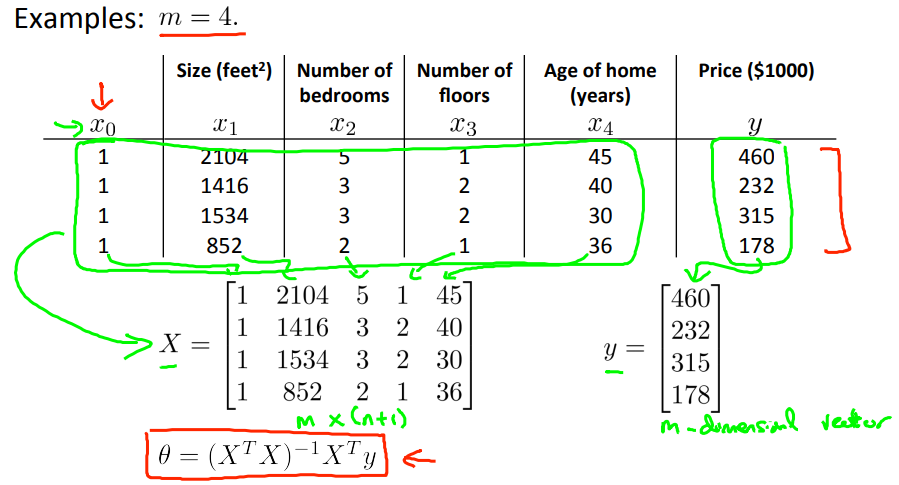 Examples: m = 4.
Size (feet²) Number of bedrooms Number of floors Age of home (years) Price ($1000)
x₀ x₁ x₂ x₃ x₄ y
1 2104 5 1 45 460
1 1416 3 2 40 232
1 1534 3 2 30 315
1 852 2 1 36 178
X = [1 2104 5 1 45
1 1416 3 2 40
1 1534 3 2 30
1 852 2 1 36]
y = [460
232
315
178]
m × (n+1)
m-dimensional vector
θ = (XᵀX)⁻¹Xᵀy